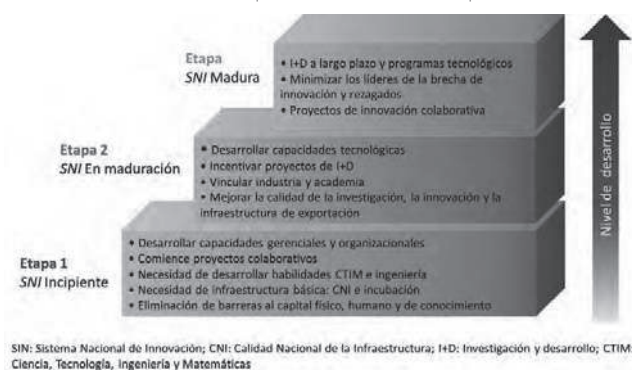 Etapa
SNI Madura
• I+D a largo plazo y programas tecnológicos
• Minimizar los líderes de la brecha de
innovación y rezagados
• Proyectos de innovación colaborativa
Etapa 2
SNI En maduración
• Desarrollar capacidades tecnológicas
• Incentivar proyectos de I+D
• Vincular industria y academia
• Mejorar la calidad de la investigación, la innovación y la
infraestructura de exportación
Etapa 1
SNI Incipiente
• Desarrollar capacidades gerenciales y organizacionales
• Comience proyectos colaborativos
• Necesidad de desarrollar habilidades CTIM e ingeniería
• Necesidad de infraestructura básica: CNI e incubación
• Eliminación de barreras al capital físico, humano y de conocimiento
Nivel de desarrollo
SIN: Sistema Nacional de Innovación; CNI: Calidad Nacional de la Infraestructura; I+D: Investigación y desarrollo; CTIM:
Ciencia, Tecnología, Ingeniería y Matemáticas